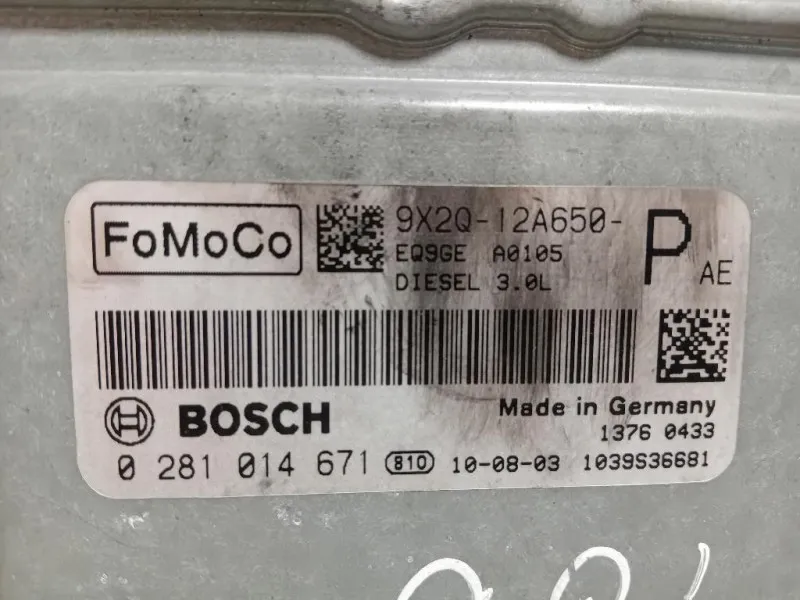 FoMoCo
9X2Q-12A650-
P
AE
EQ9GE A0105
DIESEL 3.0L
BOSCH
Made in Germany
1376 0433
0 281 014 671 810 10-08-03 1039S36681